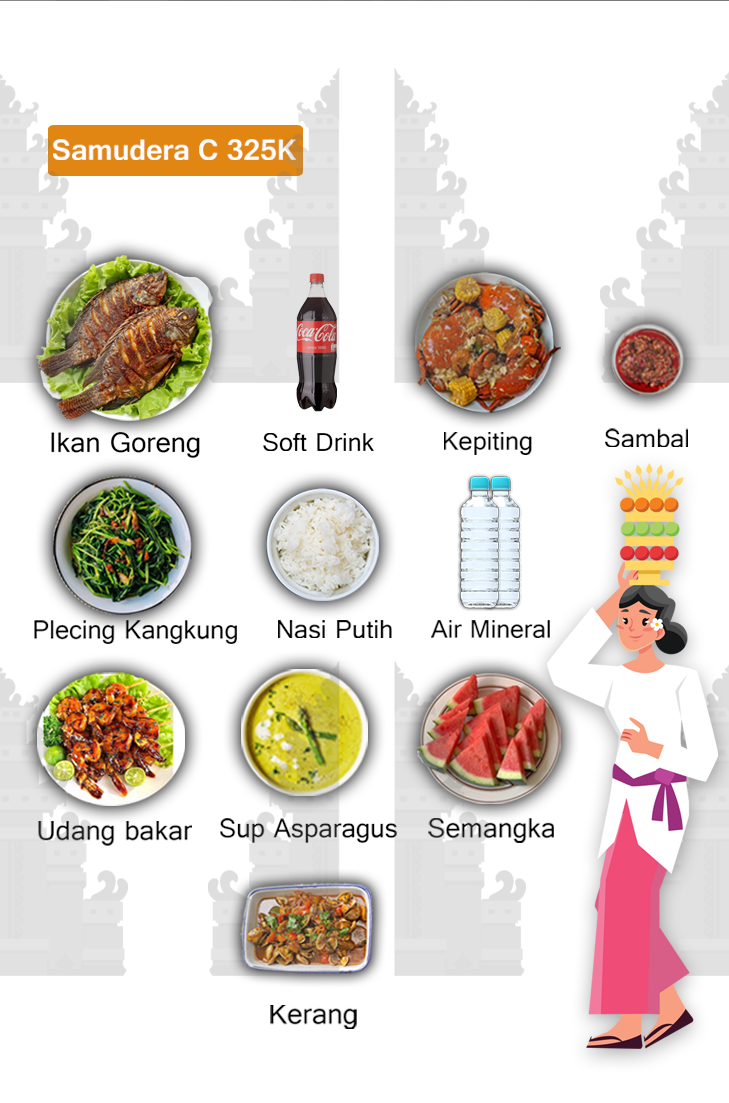 Samudera C 325K
Coca-Cola
Ikan Goreng
Soft Drink
Kepiting
Sambal
Plecing Kangkung
Nasi Putih
Air Mineral
Udang bakar
Sup Asparagus
Semangka
Kerang